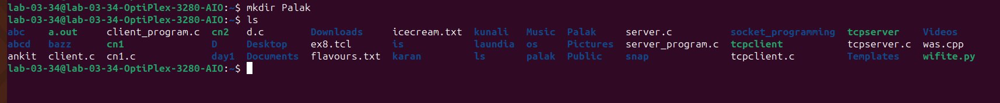 lab-03-34@lab-03-34-OptiPlex-3280-AIO:~$ mkdir Palak
lab-03-34@lab-03-34-OptiPlex-3280-AIO:~$ ls
abc a.out client_program.c cn2 d.c Downloads icecream.txt kunali Music Palak server.c socket_programming tcpserver Videos
abcd bazz cn1 D Desktop ex8.tcl is laundia os Pictures server_program.c tcpclient tcpserver.c was.cpp
ankit client.c cn1.c day1 Documents flavours.txt karan ls palak Public snap tcpclient.c Templates wifite.py
lab-03-34@lab-03-34-OptiPlex-3280-AIO:~$